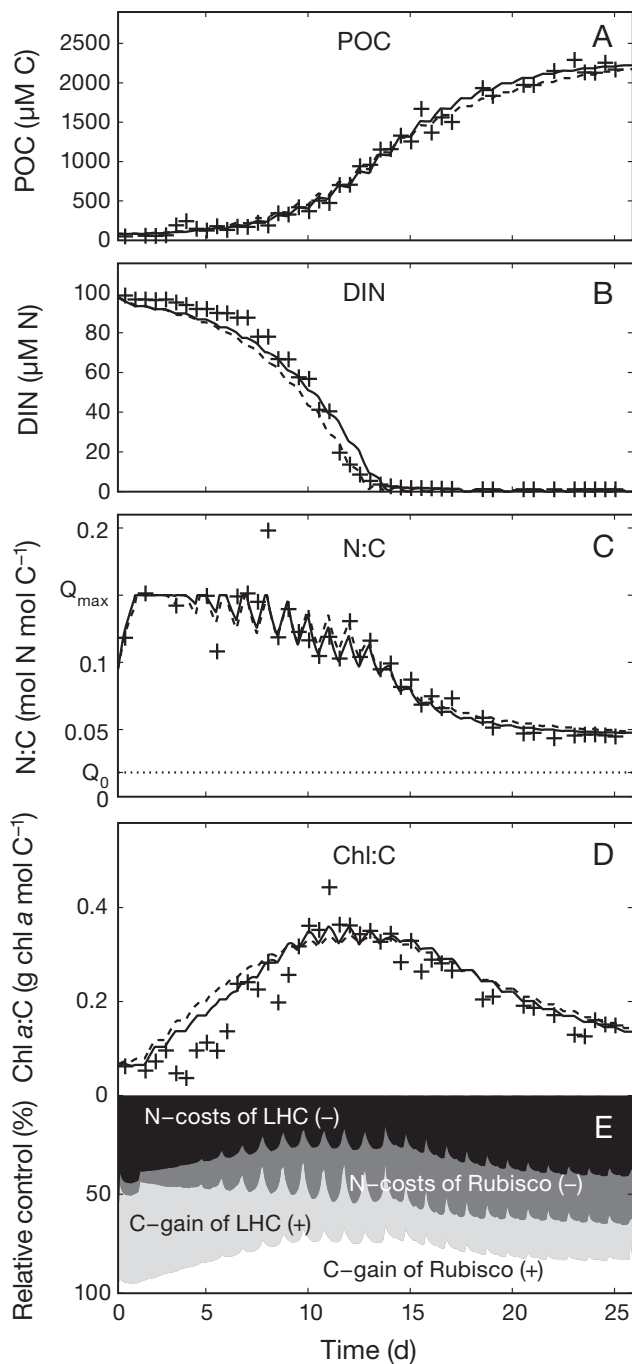 A
POC
POC (µM C)
2500
2000
1500
1000
500
0
B
DIN
DIN (µM N)
100
80
60
40
20
0
C
N:C
N:C (mol N mol C⁻¹)
0.2
Qmax
0.1
0.05
Q0
0
D
Chl:C
Chl a:C (g chl a mol C⁻¹)
0.4
0.2
0
E
Relative control (%)
N−costs of LHC (−)
N−costs of Rubisco (−)
50
C−gain of LHC (+)
C−gain of Rubisco (+)
100
0 5 10 15 20 25
Time (d)